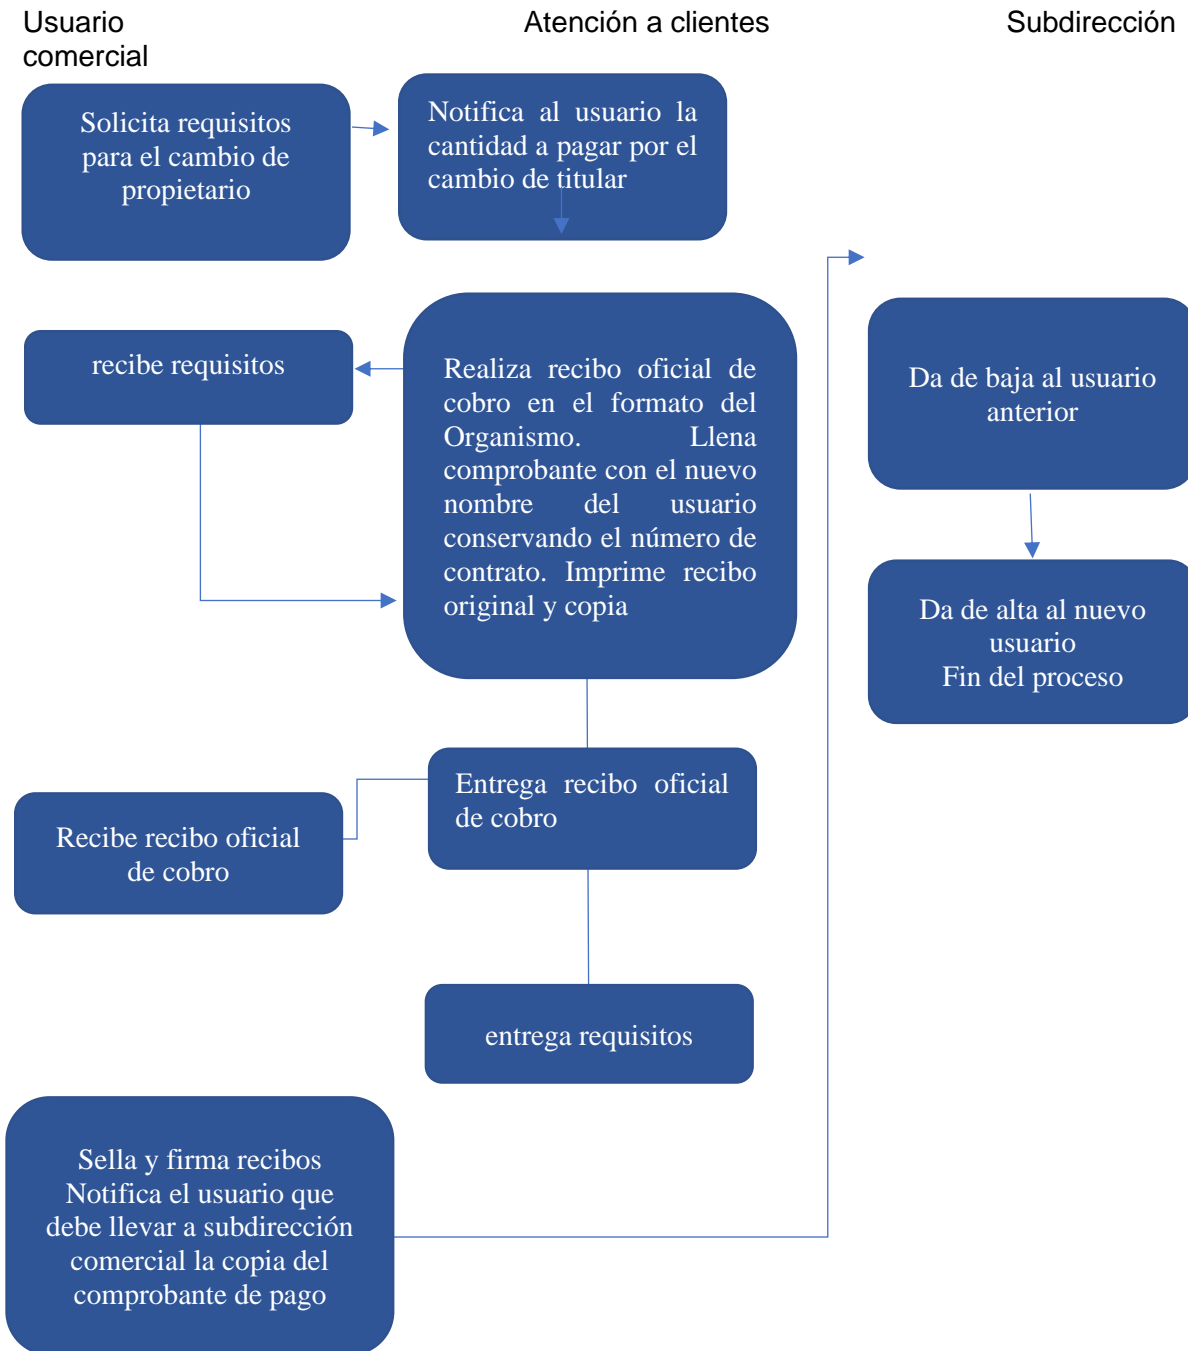 Usuario
comercial
Atención a clientes
Subdirección
Solicita requisitos
para el cambio de
propietario
Notifica al usuario la
cantidad a pagar por el
cambio de titular
recibe requisitos
Realiza recibo oficial de
cobro en el formato del
Organismo. Llena
comprobante con el nuevo
nombre del usuario
conservando el número de
contrato. Imprime recibo
original y copia
Da de baja al usuario
anterior
Da de alta al nuevo
usuario
Fin del proceso
Entrega recibo oficial
de cobro
Recibe recibo oficial
de cobro
entrega requisitos
Sella y firma recibos
Notifica el usuario que
debe llevar a subdirección
comercial la copia del
comprobante de pago